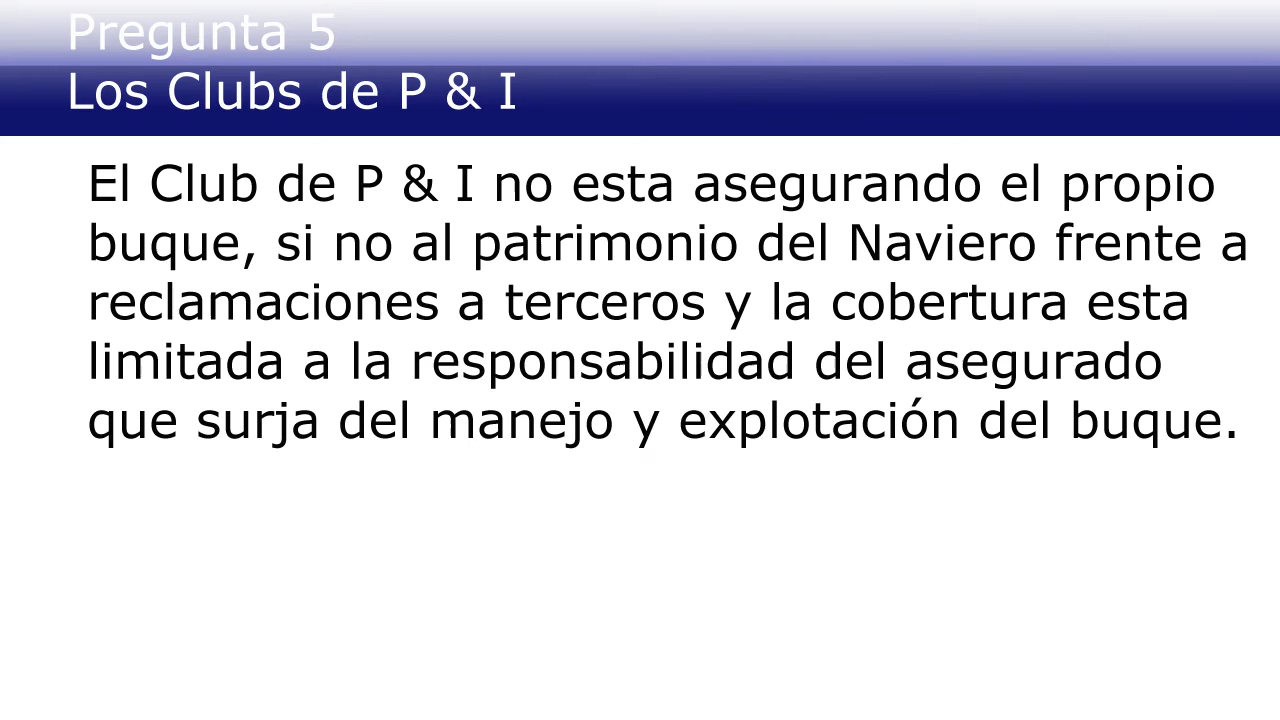 Pregunta 5
Los Clubs de P & I
El Club de P & I no esta asegurando el propio
buque, si no al patrimonio del Naviero frente a
reclamaciones a terceros y la cobertura esta
limitada a la responsabilidad del asegurado
que surja del manejo y explotación del buque.